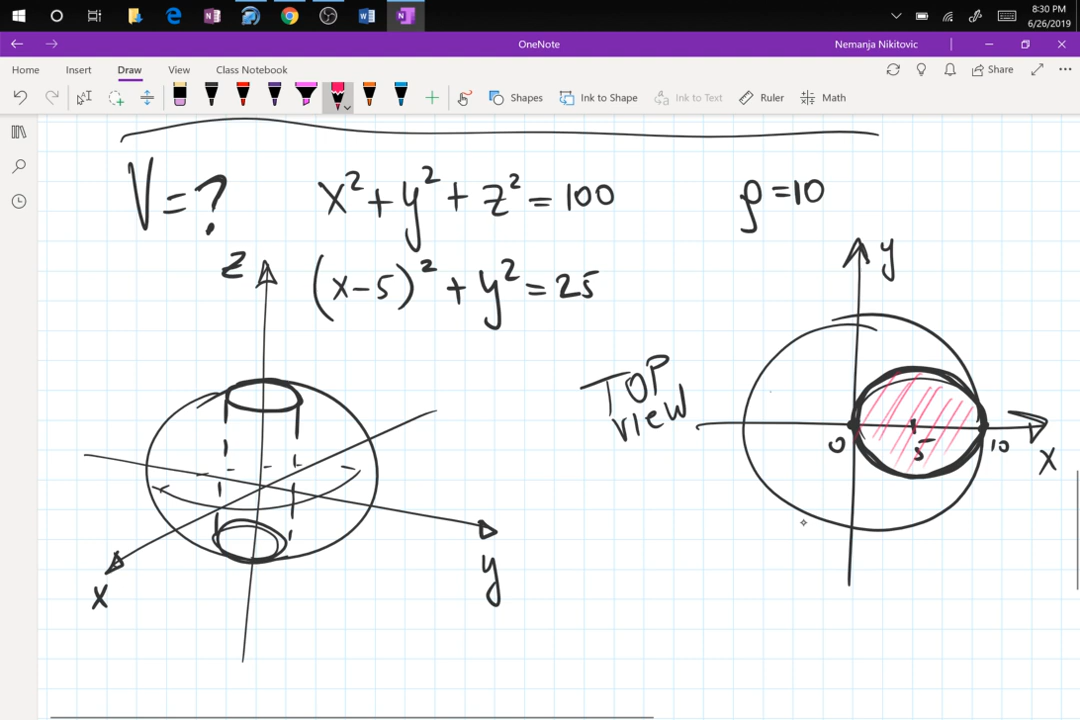 8:30 PM
6/26/2019
OneNote
Nemanja Nikitovic
Home Insert Draw View Class Notebook Share
Shapes Ink to Shape Ink to Text Ruler Math
V=? x²+y²+z²=100 ρ=10
(x-5)²+y²=25
z
y
TOP
view
0
5
10
x
y
x